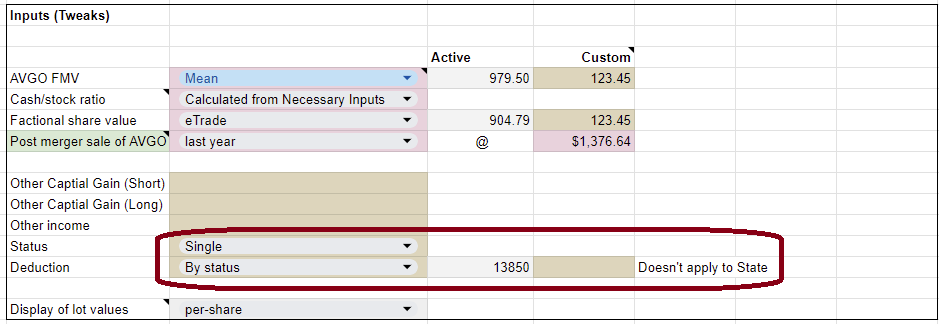 Inputs (Tweaks)
Active Custom
AVGO FMV Mean 979.50 123.45
Cash/stock ratio Calculated from Necessary Inputs
Factional share value eTrade 904.79 123.45
Post merger sale of AVGO last year @ $1,376.64
Other Captial Gain (Short)
Other Captial Gain (Long)
Other income
Status Single
Deduction By status 13850 Doesn't apply to State
Display of lot values per-share